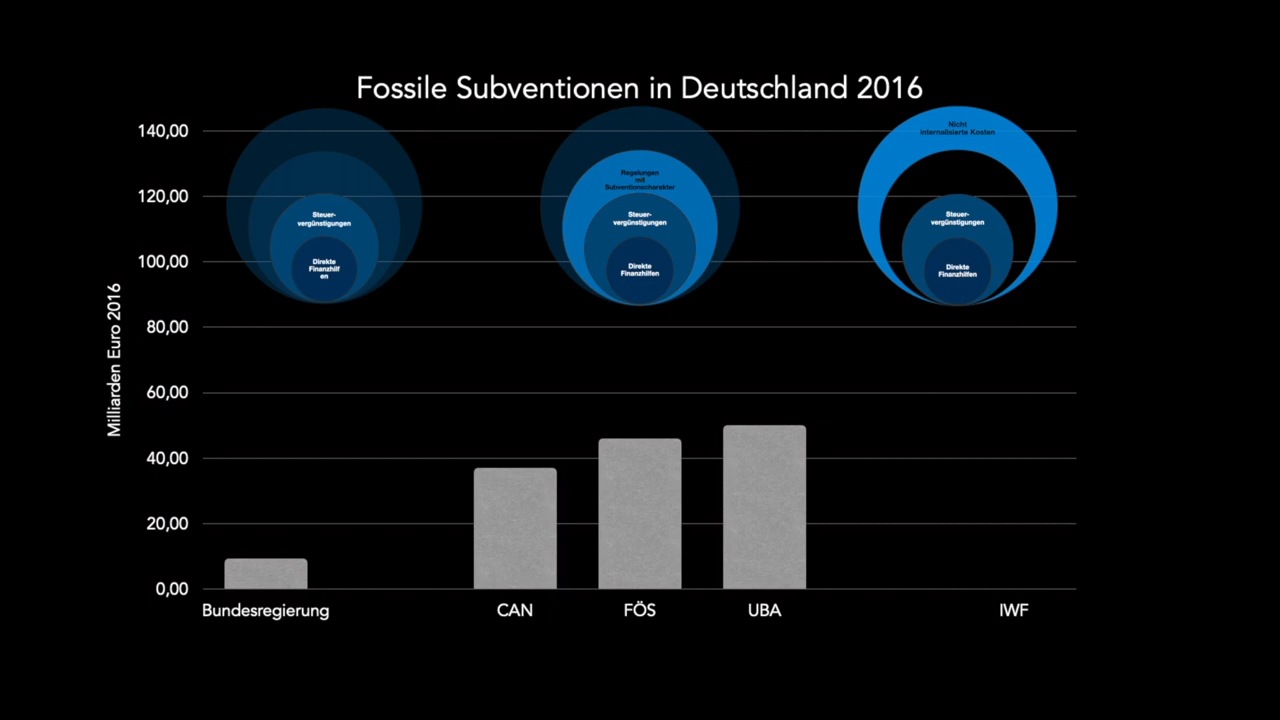 Fossile Subventionen in Deutschland 2016
Milliarden Euro 2016
140,00
120,00
100,00
80,00
60,00
40,00
20,00
0,00
Steuer-
vergünstigungen
Direkte
Finanzhilf
en
Regelungen
mit
Subventionscharakter
Steuer-
vergünstigungen
Direkte
Finanzhilfen
Nicht
internalisierte Kosten
Steuer-
vergünstigungen
Direkte
Finanzhilfen
Bundesregierung
CAN
FÖS
UBA
IWF